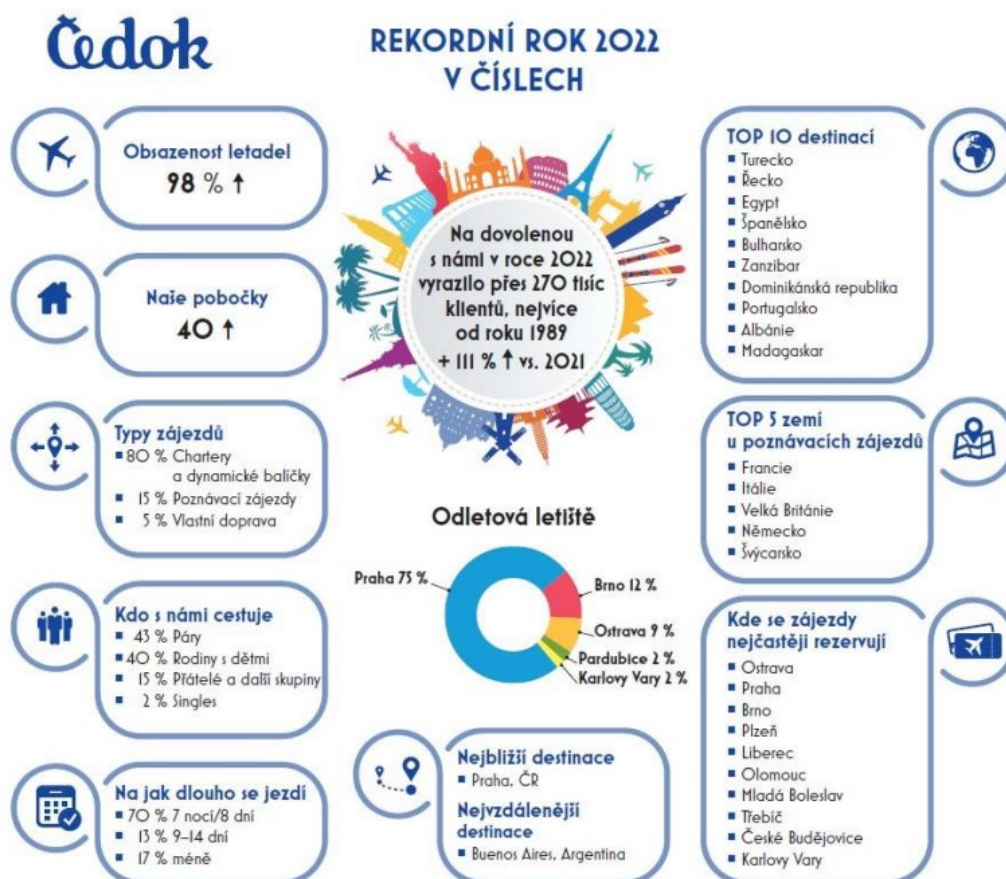 Čedok
REKORDNÍ ROK 2022
V ČÍSLECH
Obsazenost letadel
98 % ↑
Naše pobočky
40 ↑
Typy zájezdů
▪ 80 % Chartery
a dynamické balíčky
▪ 15 % Poznávací zájezdy
▪ 5 % Vlastní doprava
Kdo s námi cestuje
▪ 43 % Páry
▪ 40 % Rodiny s dětmi
▪ 15 % Přátelé a další skupiny
▪ 2 % Singles
Na jak dlouho se jezdí
▪ 70 % 7 nocí/8 dní
▪ 13 % 9–14 dní
▪ 17 % méně
Na dovolenou
s námi v roce 2022
vyrazilo přes 270 tisíc
klientů, nejvíce
od roku 1989
+ 111 % ↑ vs. 2021
Odletová letiště
Praha 75 %
Brno 12 %
Ostrava 9 %
Pardubice 2 %
Karlovy Vary 2 %
Nejbližší destinace
▪ Praha, ČR
Nejvzdálenější
destinace
▪ Buenos Aires, Argentina
TOP 10 destinací
▪ Turecko
▪ Řecko
▪ Egypt
▪ Španělsko
▪ Bulharsko
▪ Zanzibar
▪ Dominikánská republika
▪ Portugalsko
▪ Albánie
▪ Madagaskar
TOP 5 zemí
u poznávacích zájezdů
▪ Francie
▪ Itálie
▪ Velká Británie
▪ Německo
▪ Švýcarsko
Kde se zájezdy
nejčastěji rezervují
▪ Ostrava
▪ Praha
▪ Brno
▪ Plzeň
▪ Liberec
▪ Olomouc
▪ Mladá Boleslav
▪ Třebíč
▪ České Budějovice
▪ Karlovy Vary